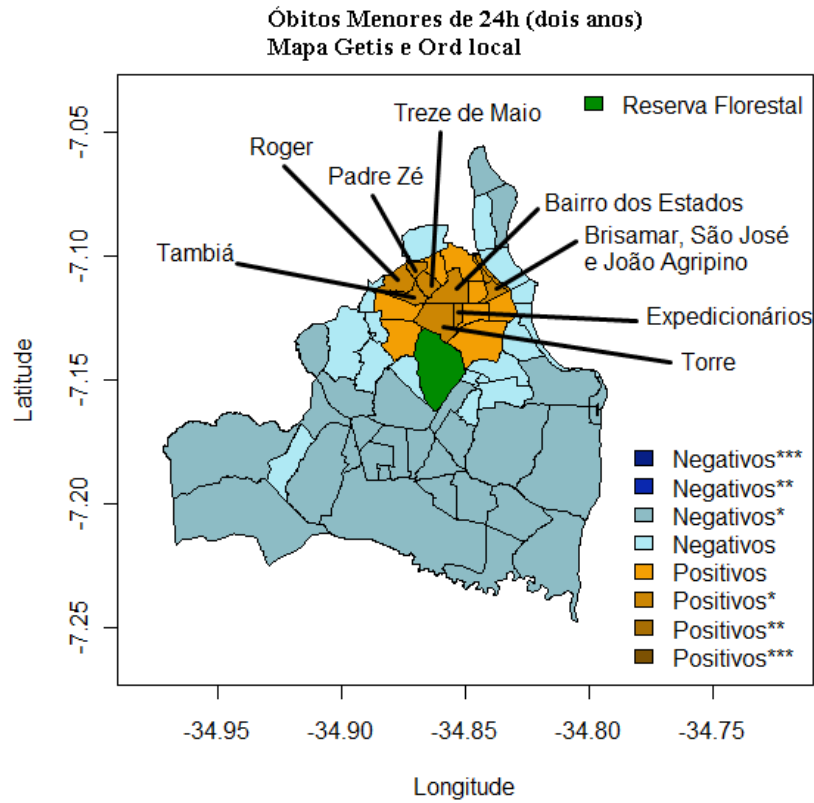 Óbitos Menores de 24h (dois anos)
Mapa Getis e Ord local
Reserva Florestal
Treze de Maio
Roger
Padre Zé
Bairro dos Estados
Brisamar, São José
e João Agripino
Tambiá
Expedicionários
Torre
Latitude
-7.05
-7.10
-7.15
-7.20
-7.25
Negativos***
Negativos**
Negativos*
Negativos
Positivos
Positivos*
Positivos**
Positivos***
-34.95
-34.90
-34.85
-34.80
-34.75
Longitude